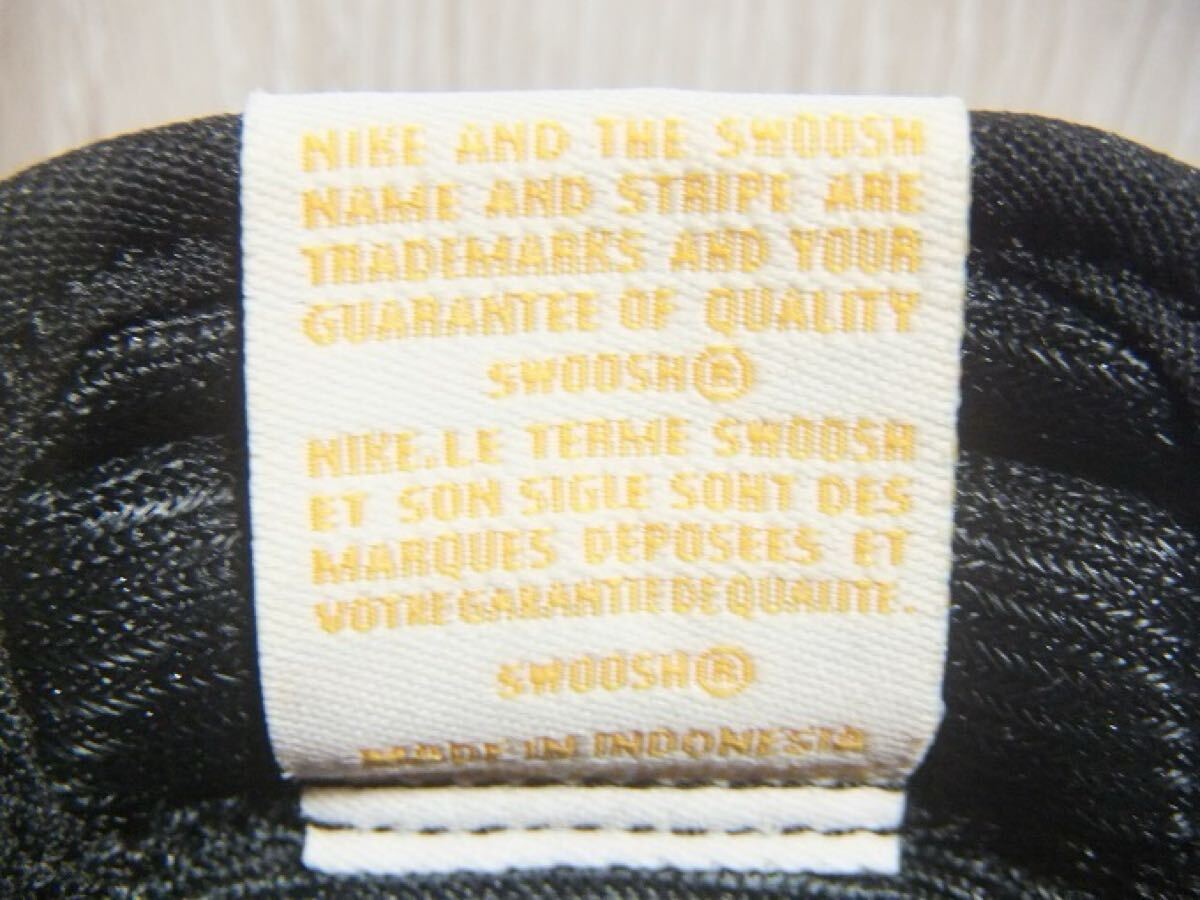 NIKE AND THE SWOOSH
NAME AND STRIPE ARE
TRADEMARKS AND YOUR
GUARANTEE OF QUALITY
SWOOSH®
NIKE.LE TERME SWOOSH
ET SON SIGLE SONT DES
MARQUES DEPOSEES ET
VOTRE GARANTIE DE QUALITE.
SWOOSH®
MADE IN INDONESIA